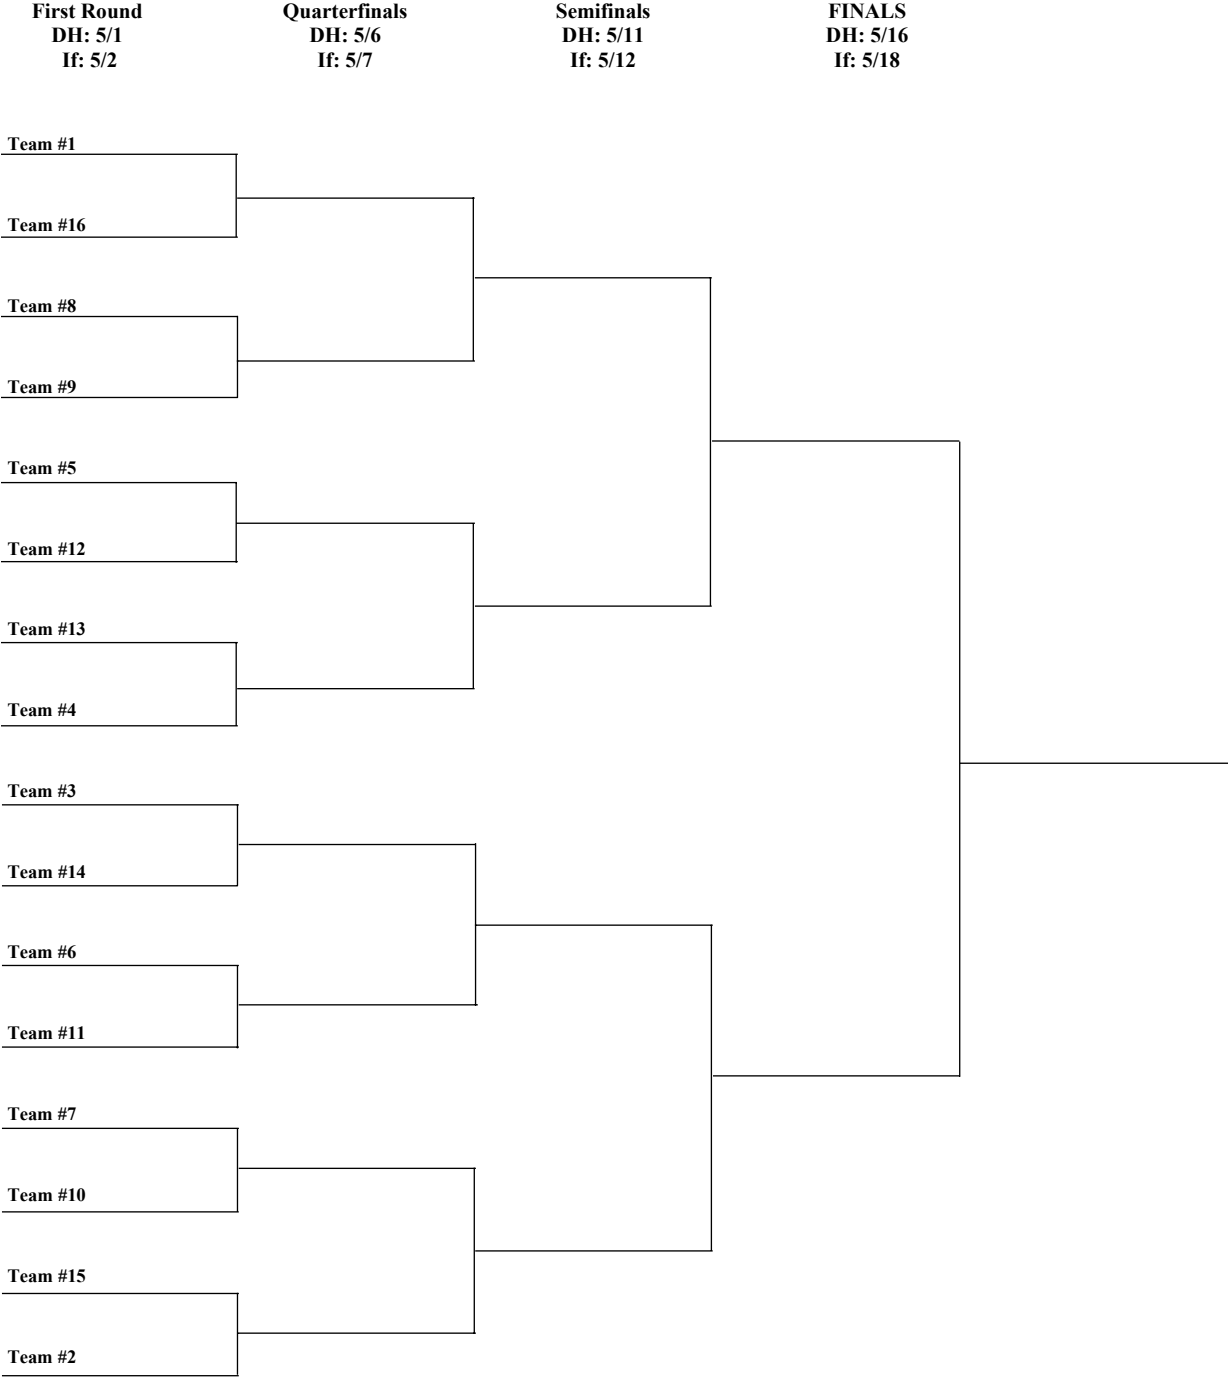 First Round
DH: 5/1
If: 5/2
Quarterfinals
DH: 5/6
If: 5/7
Semifinals
DH: 5/11
If: 5/12
FINALS
DH: 5/16
If: 5/18
Team #1
Team #16
Team #8
Team #9
Team #5
Team #12
Team #13
Team #4
Team #3
Team #14
Team #6
Team #11
Team #7
Team #10
Team #15
Team #2